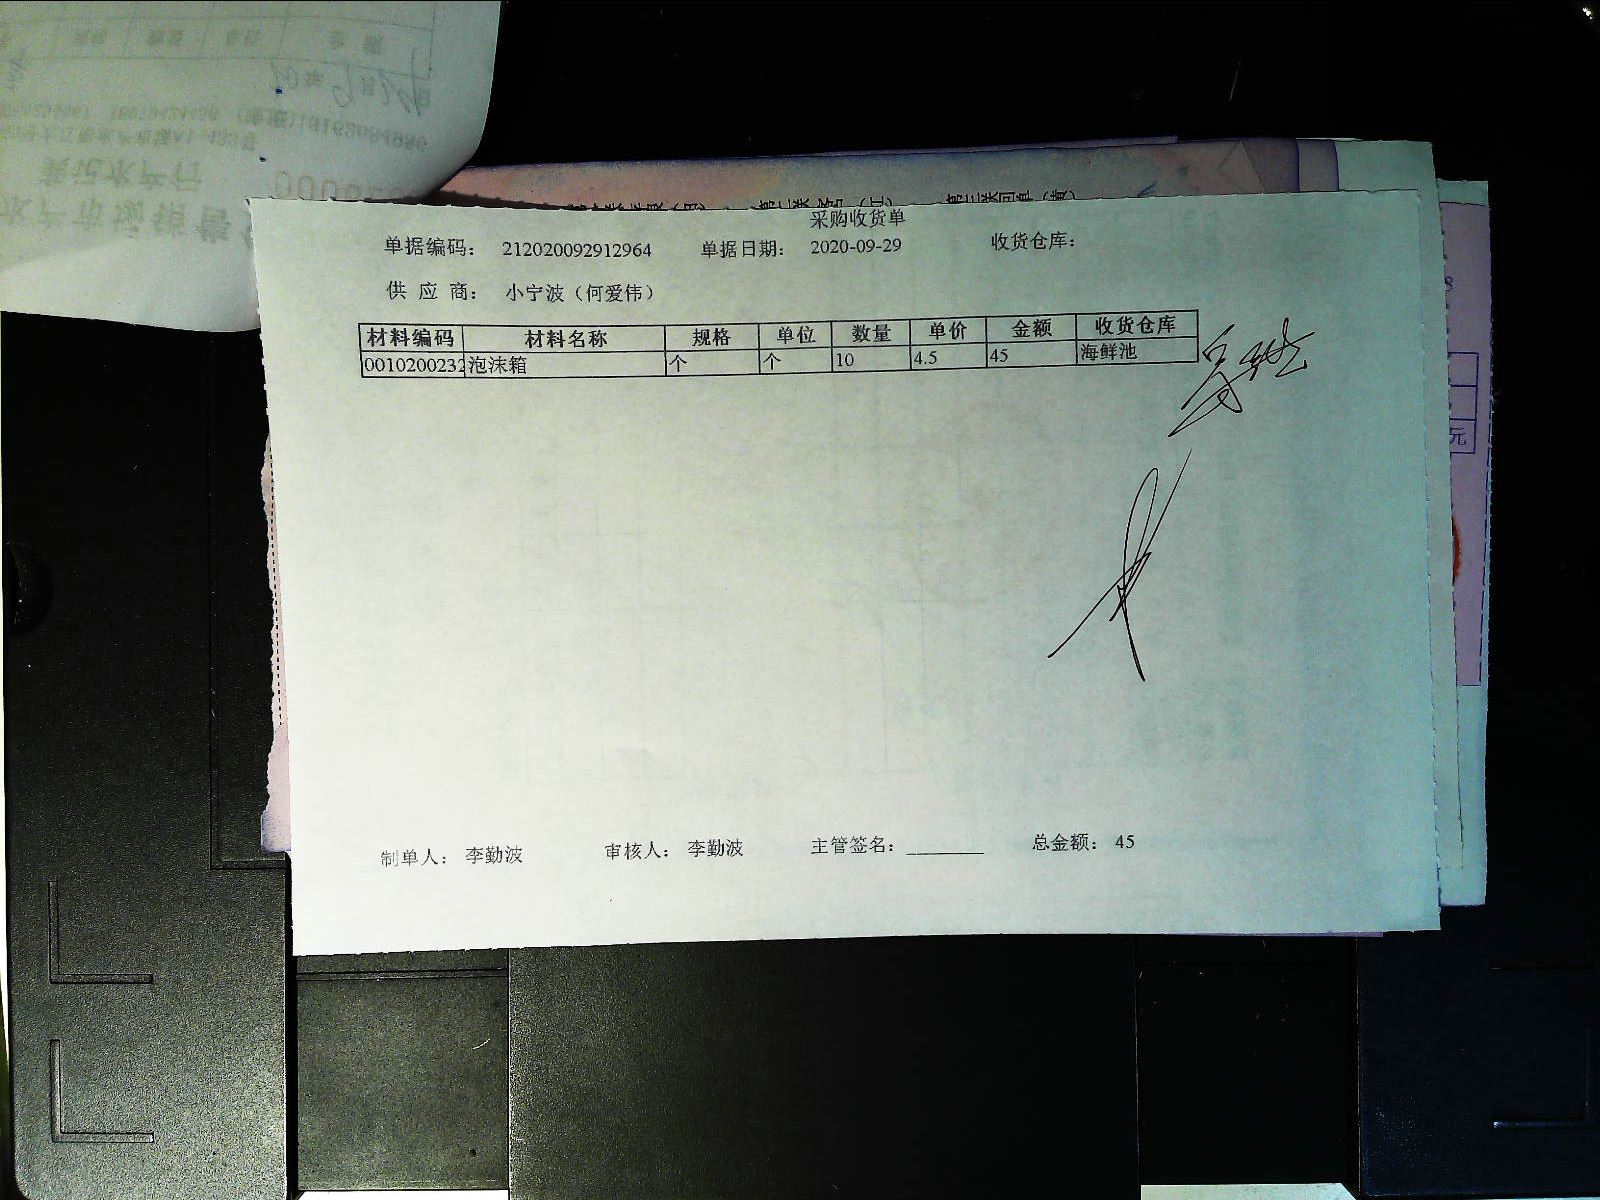 采购收货单
单据编码： 212020092912964 单据日期： 2020-09-29 收货仓库：
供 应 商： 小宁波（何爱伟）
材料编码 材料名称 规格 单位 数量 单价 金额 收货仓库
0010200232 泡沫箱 个 个 10 4.5 45 海鲜池
制单人： 李勤波 审核人： 李勤波 主管签名： 总金额： 45
元